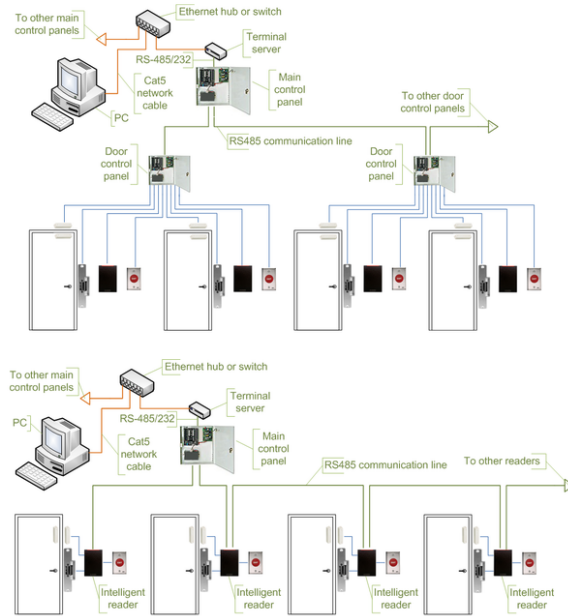 Ethernet hub or switch
To other main
control panels
Terminal
server
RS-485/232
Cat5
network
cable
PC
Main
control
panel
To other door
control panels
RS485 communication line
Door
control
panel
Door
control
panel
Ethernet hub or switch
To other main
control panels
Terminal
server
RS-485/232
PC
Cat5
network
cable
Main
control
panel
RS485 communication line
To other readers
Intelligent
reader
Intelligent
reader
Intelligent
reader
Intelligent
reader